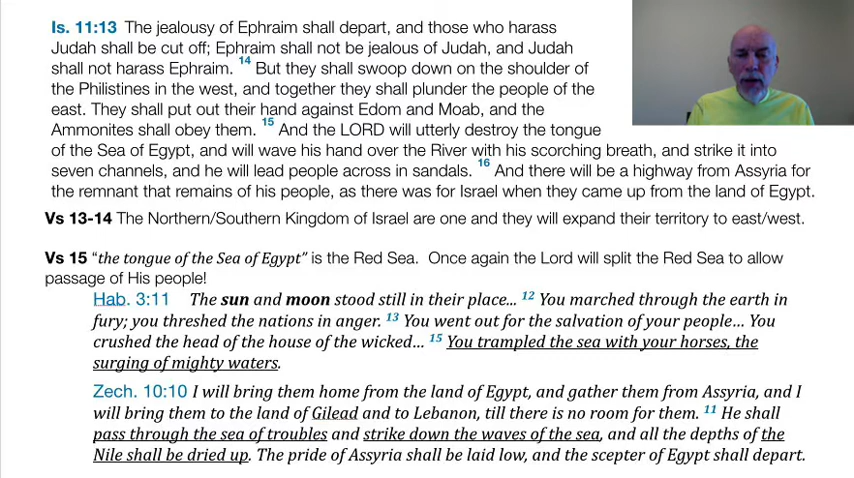 Is. 11:13 The jealousy of Ephraim shall depart, and those who harass
Judah shall be cut off; Ephraim shall not be jealous of Judah, and Judah
shall not harass Ephraim. 14 But they shall swoop down on the shoulder of
the Philistines in the west, and together they shall plunder the people of the
east. They shall put out their hand against Edom and Moab, and the
Ammonites shall obey them. 15 And the LORD will utterly destroy the tongue
of the Sea of Egypt, and will wave his hand over the River with his scorching breath, and strike it into
seven channels, and he will lead people across in sandals. 16 And there will be a highway from Assyria for
the remnant that remains of his people, as there was for Israel when they came up from the land of Egypt.
Vs 13-14 The Northern/Southern Kingdom of Israel are one and they will expand their territory to east/west.
Vs 15 “the tongue of the Sea of Egypt” is the Red Sea. Once again the Lord will split the Red Sea to allow
passage of His people!
Hab. 3:11 The sun and moon stood still in their place... 12 You marched through the earth in
fury; you threshed the nations in anger. 13 You went out for the salvation of your people… You
crushed the head of the house of the wicked… 15 You trampled the sea with your horses, the
surging of mighty waters.
Zech. 10:10 I will bring them home from the land of Egypt, and gather them from Assyria, and I
will bring them to the land of Gilead and to Lebanon, till there is no room for them. 11 He shall
pass through the sea of troubles and strike down the waves of the sea, and all the depths of the
Nile shall be dried up. The pride of Assyria shall be laid low, and the scepter of Egypt shall depart.